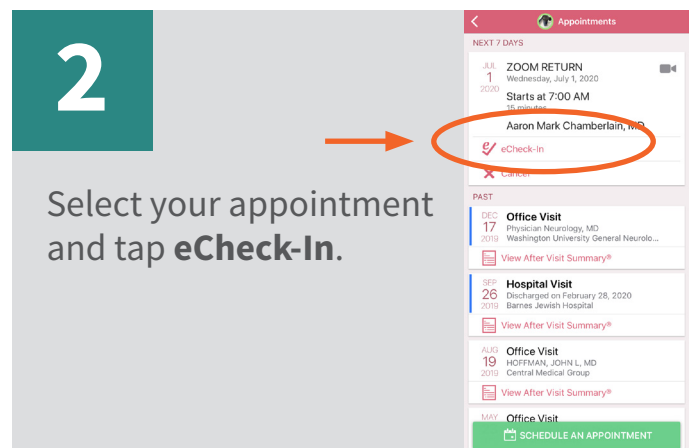 2
Select your appointment
and tap eCheck-In.
Appointments
NEXT 7 DAYS
JUL
1
2020
ZOOM RETURN
Wednesday, July 1, 2020
Starts at 7:00 AM
15 minutes
Aaron Mark Chamberlain, MD
eCheck-In
Cancel
PAST
DEC
17
2019
Office Visit
Physician Neurology, MD
Washington University General Neurolo...
View After Visit Summary®
SEP
26
2019
Hospital Visit
Discharged on February 28, 2020
Barnes Jewish Hospital
View After Visit Summary®
AUG
19
2019
Office Visit
HOFFMAN, JOHN L, MD
Central Medical Group
View After Visit Summary®
MAY
Office Visit
SCHEDULE AN APPOINTMENT